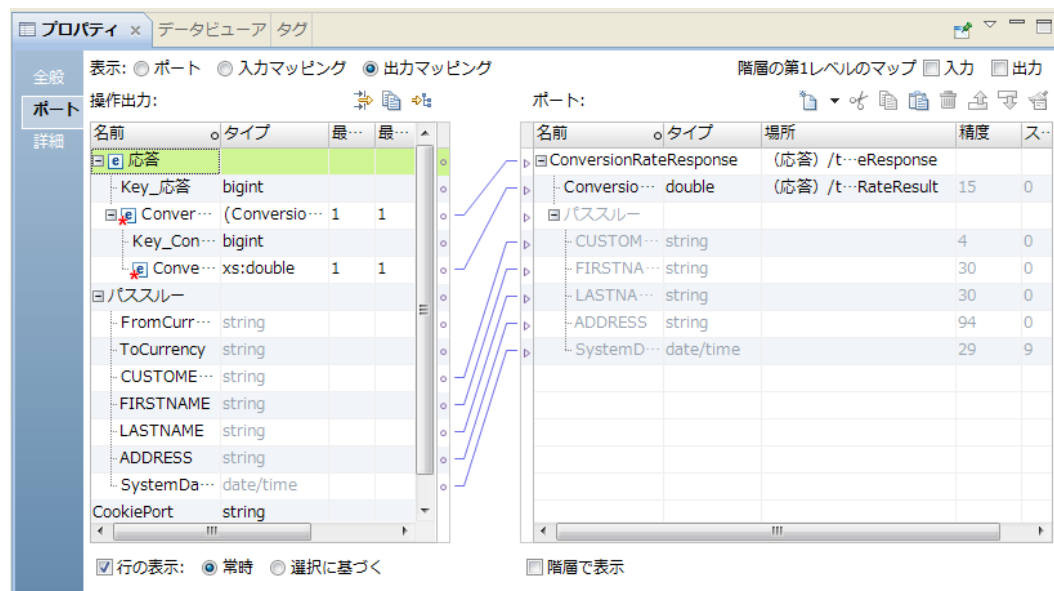 プロパティ データビューア タグ
全般
ポート
詳細
表示: ポート 入力マッピング 出力マッピング 階層の第1レベルのマップ 入力 出力
操作出力: ポート:
名前 タイプ 最… 最…
応答
Key_応答 bigint
Conver… (Conversio… 1 1
Key_Con… bigint
Conve… xs:double 1 1
パススルー
FromCurr… string
ToCurrency string
CUSTOME… string
FIRSTNAME string
LASTNAME string
ADDRESS string
SystemDa… date/time
CookiePort string
名前 タイプ 場所 精度 ス…
ConversionRateResponse （応答）/t…eResponse
Conversio… double （応答）/t…RateResult 15 0
パススルー
CUSTOM… string 4 0
FIRSTNA… string 30 0
LASTNA… string 30 0
ADDRESS string 94 0
SystemD… date/time 29 9
行の表示: 常時 選択に基づく 階層で表示